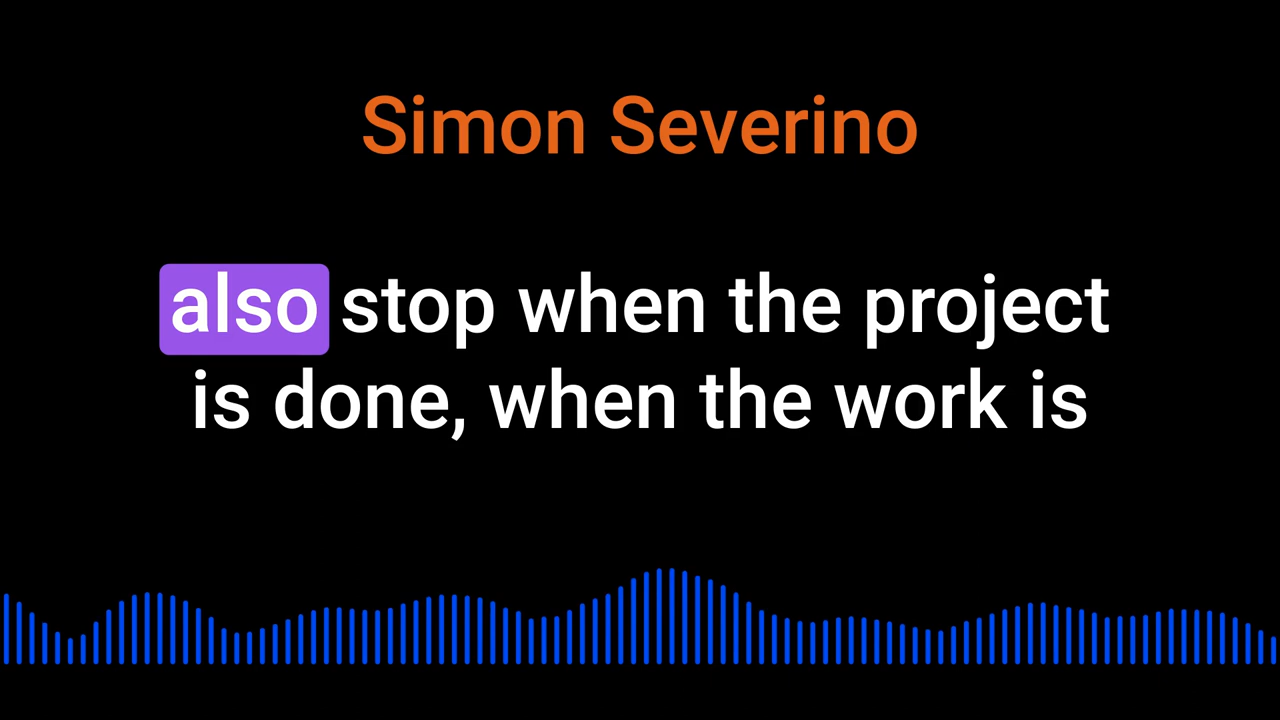 Simon Severino
also stop when the project
is done, when the work is